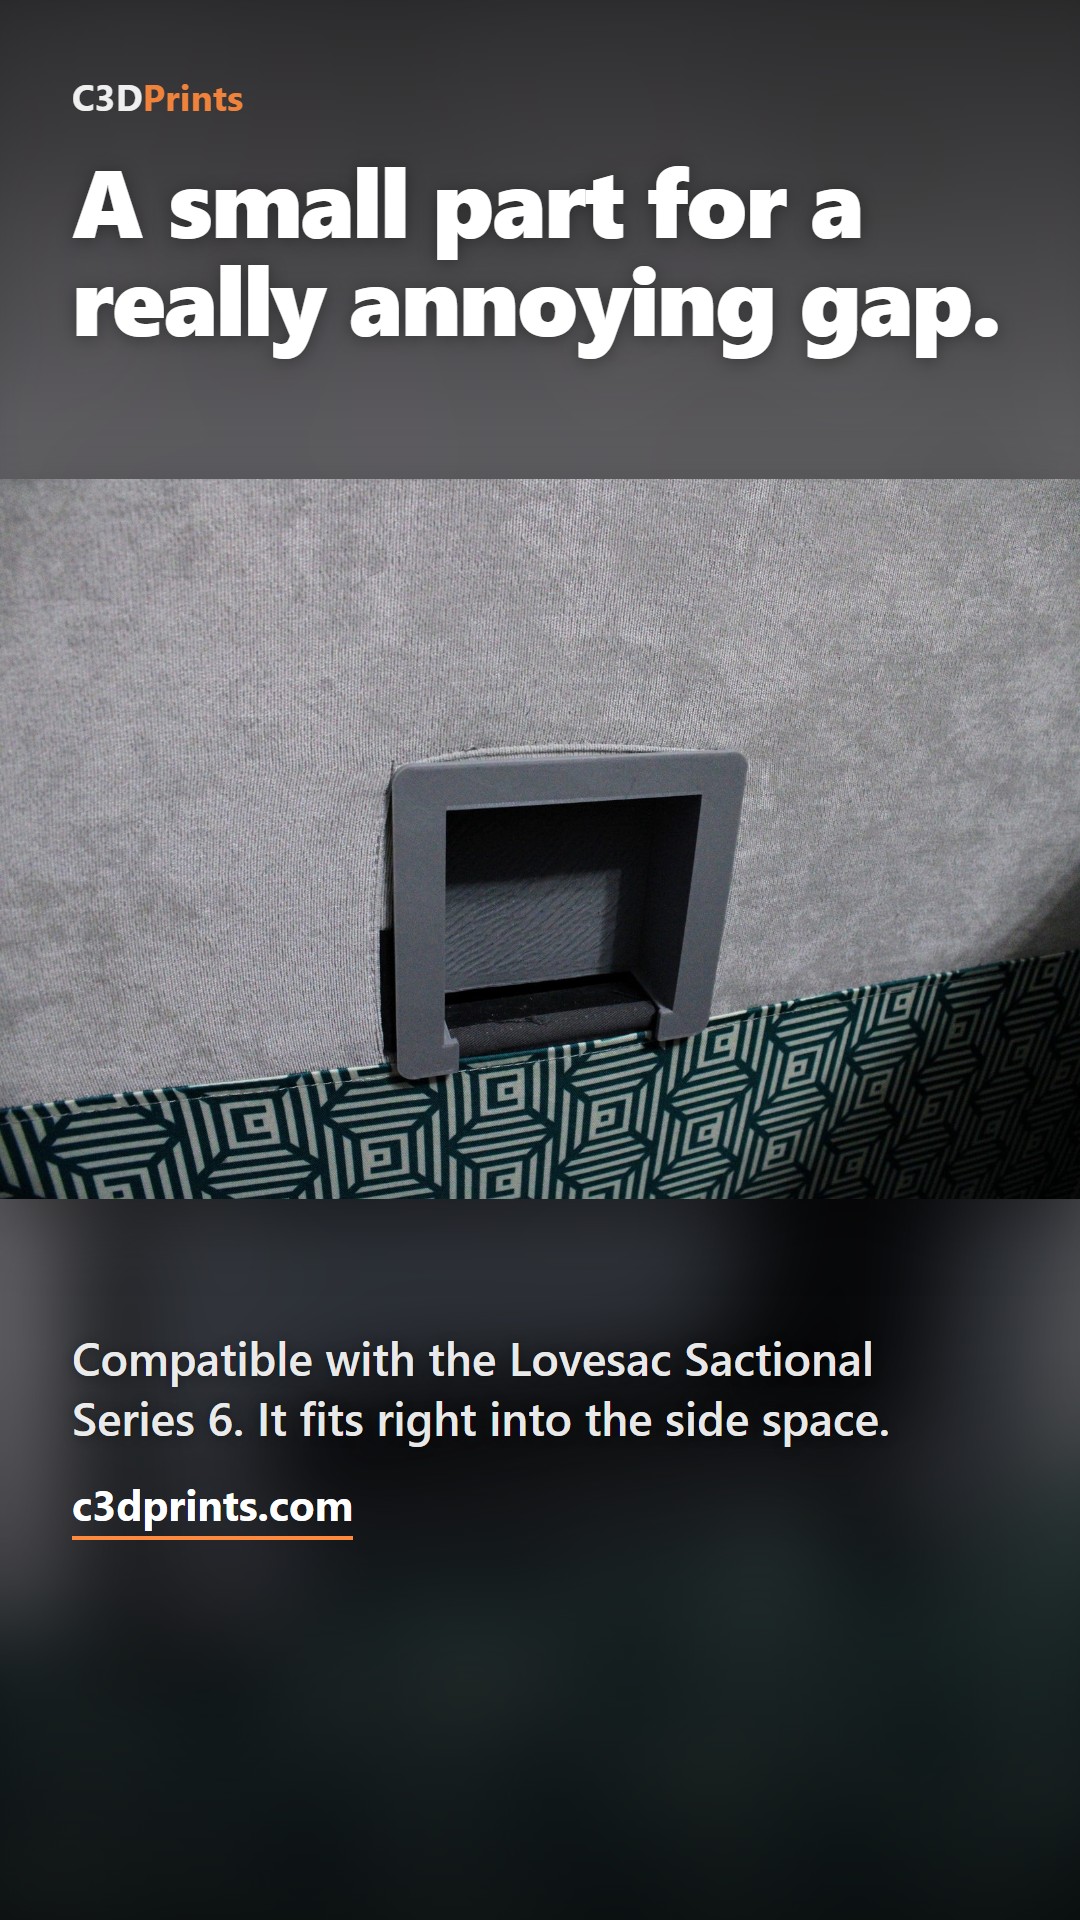 C3DPrints
A small part for a
really annoying gap.
Compatible with the Lovesac Sactional
Series 6. It fits right into the side space.
c3dprints.com